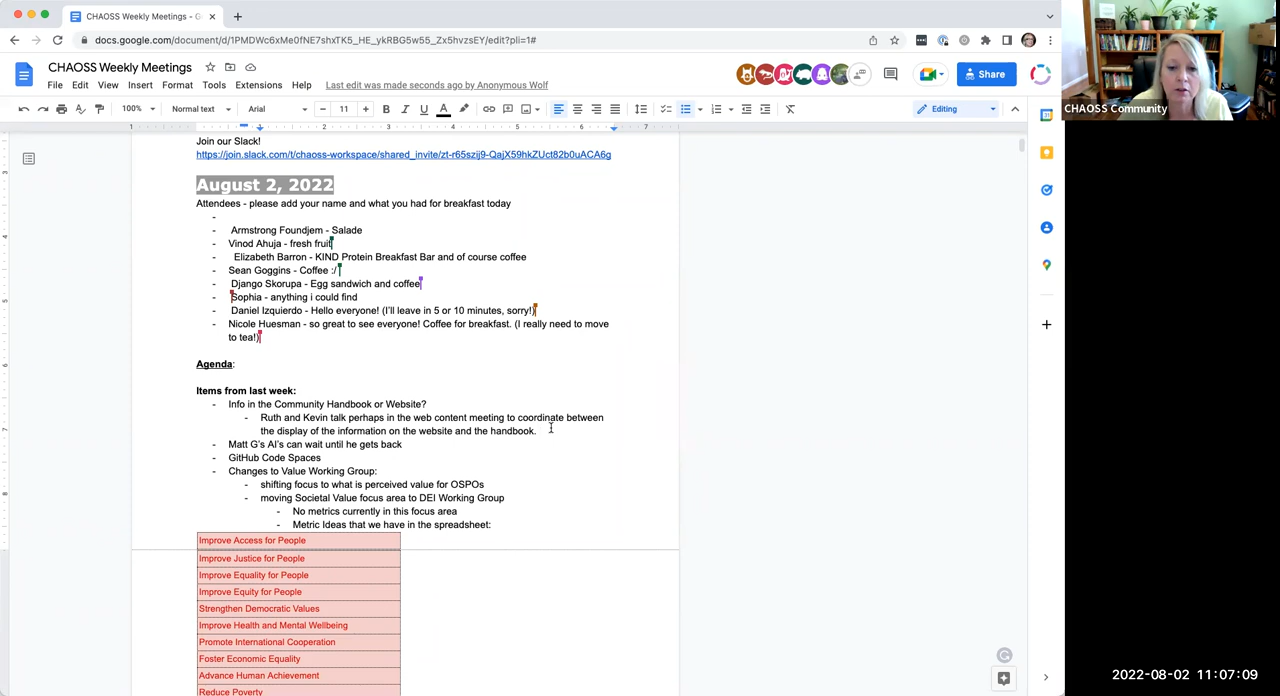 CHAOSS Weekly Meetings - G
docs.google.com/document/d/1PMDWc6xMe0fNE7shxTK5_HE_ykRBG5w55_Zx5hvzsEY/edit?pli=1#
CHAOSS Weekly Meetings
File Edit View Insert Format Tools Extensions Help Last edit was made seconds ago by Anonymous Wolf
Share
100% Normal text Arial 11 Editing
CHAOSS Community
Join our Slack!
https://join.slack.com/t/chaoss-workspace/shared_invite/zt-r65szij9-QajX59hkZUct82b0uACA6g
August 2, 2022
Attendees - please add your name and what you had for breakfast today
-
- Armstrong Foundjem - Salade
- Vinod Ahuja - fresh fruit
- Elizabeth Barron - KIND Protein Breakfast Bar and of course coffee
- Sean Goggins - Coffee :/
- Django Skorupa - Egg sandwich and coffee
- Sophia - anything i could find
- Daniel Izquierdo - Hello everyone! (I'll leave in 5 or 10 minutes, sorry!)
- Nicole Huesman - so great to see everyone! Coffee for breakfast. (I really need to move
to tea!)
Agenda:
Items from last week:
- Info in the Community Handbook or Website?
- Ruth and Kevin talk perhaps in the web content meeting to coordinate between
the display of the information on the website and the handbook.
- Matt G's AI's can wait until he gets back
- GitHub Code Spaces
- Changes to Value Working Group:
- shifting focus to what is perceived value for OSPOs
- moving Societal Value focus area to DEI Working Group
- No metrics currently in this focus area
- Metric Ideas that we have in the spreadsheet:
Improve Access for People
Improve Justice for People
Improve Equality for People
Improve Equity for People
Strengthen Democratic Values
Improve Health and Mental Wellbeing
Promote International Cooperation
Foster Economic Equality
Advance Human Achievement
Reduce Poverty
2022-08-02 11:07:09